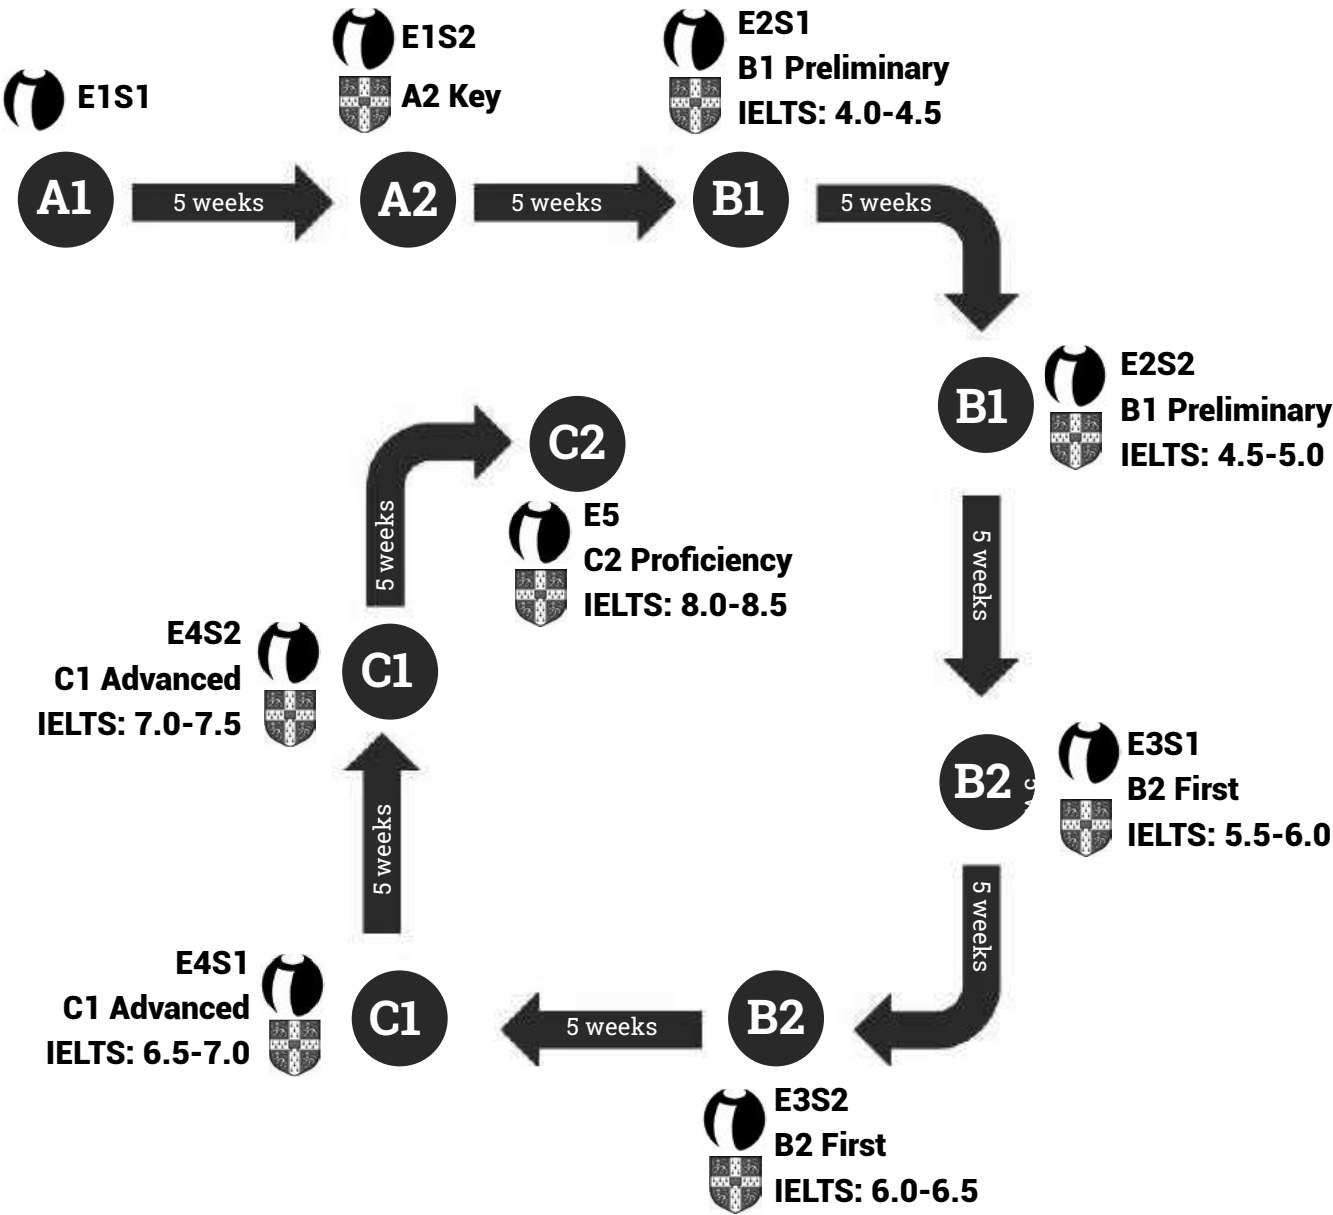 E1S1
A1
5 weeks
E1S2
A2 Key
A2
5 weeks
E2S1
B1 Preliminary
IELTS: 4.0-4.5
B1
5 weeks
B1
E2S2
B1 Preliminary
IELTS: 4.5-5.0
5 weeks
B2
E3S1
B2 First
IELTS: 5.5-6.0
5 weeks
B2
E3S2
B2 First
IELTS: 6.0-6.5
5 weeks
C1
E4S1
C1 Advanced
IELTS: 6.5-7.0
5 weeks
C1
E4S2
C1 Advanced
IELTS: 7.0-7.5
5 weeks
C2
E5
C2 Proficiency
IELTS: 8.0-8.5